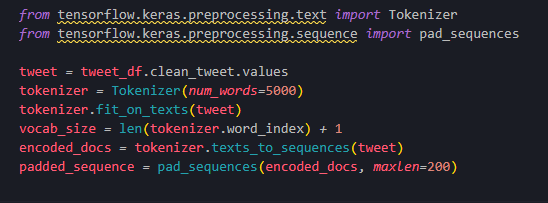 from tensorflow.keras.preprocessing.text import Tokenizer
from tensorflow.keras.preprocessing.sequence import pad_sequences
tweet = tweet_df.clean_tweet.values
tokenizer = Tokenizer(num_words=5000)
tokenizer.fit_on_texts(tweet)
vocab_size = len(tokenizer.word_index) + 1
encoded_docs = tokenizer.texts_to_sequences(tweet)
padded_sequence = pad_sequences(encoded_docs, maxlen=200)